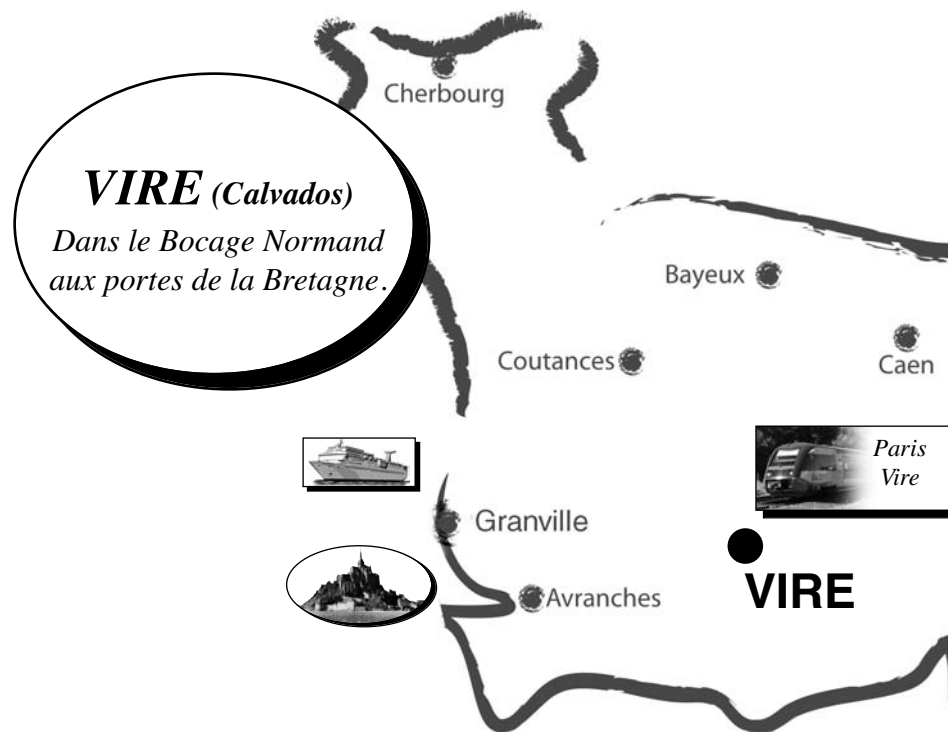 Cherbourg
VIRE (Calvados)
Dans le Bocage Normand
aux portes de la Bretagne.
Bayeux
Coutances
Caen
Paris
Vire
Granville
Avranches
VIRE